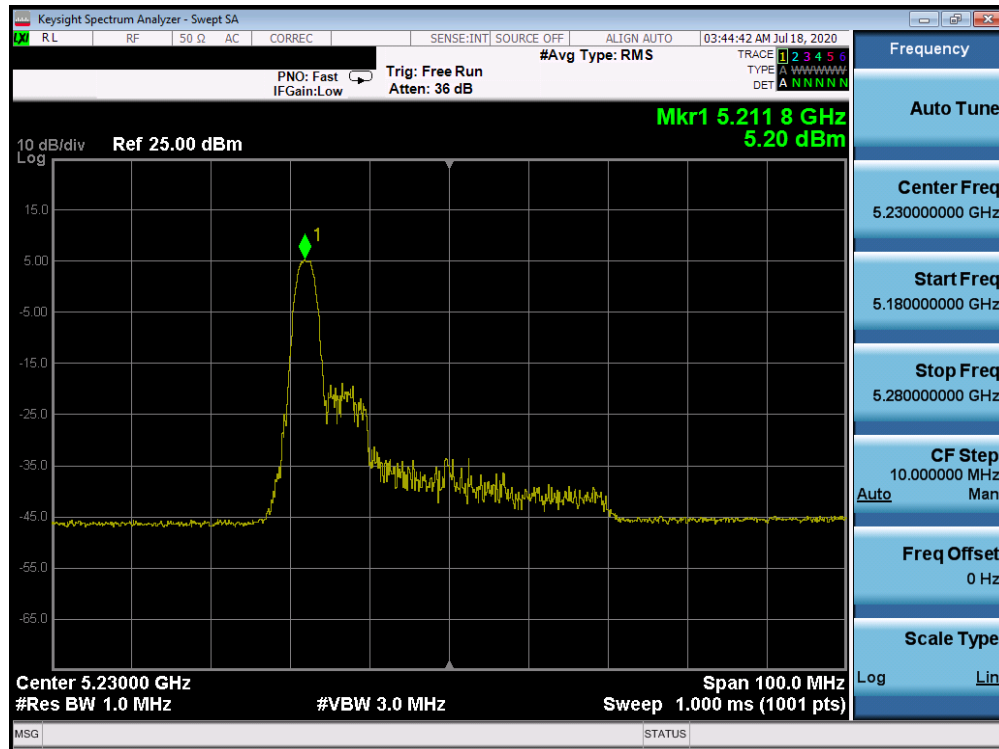 Keysight Spectrum Analyzer - Swept SA
LXI RL RF 50 Ω AC CORREC SENSE:INT SOURCE OFF ALIGN AUTO 03:44:42 AM Jul 18, 2020
#Avg Type: RMS
TRACE 1 2 3 4 5 6
PNO: Fast Trig: Free Run
TYPE A WWWWW
IFGain:Low Atten: 36 dB
DET A N N N N N
Mkr1 5.211 8 GHz
5.20 dBm
10 dB/div Ref 25.00 dBm
Log
1
15.0
5.00
-5.00
-15.0
-25.0
-35.0
-45.0
-55.0
-65.0
Center 5.23000 GHz Span 100.0 MHz
#Res BW 1.0 MHz #VBW 3.0 MHz Sweep 1.000 ms (1001 pts)
MSG STATUS
Frequency
Auto Tune
Center Freq
5.230000000 GHz
Start Freq
5.180000000 GHz
Stop Freq
5.280000000 GHz
CF Step
10.000000 MHz
Auto Man
Freq Offset
0 Hz
Scale Type
Log Lin